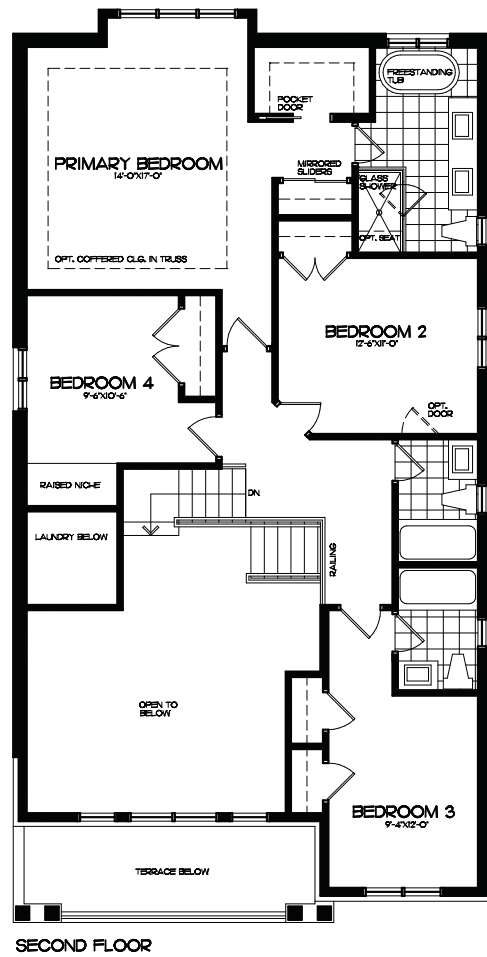 FREESTANDING
TUB
POCKET
DOOR
PRIMARY BEDROOM
14'-0"X17'-0"
MIRRORED
SLIDERS
GLASS
SHOWER
OPT. SEAT
OPT. COFFERED CLG. IN TRUSS
BEDROOM 2
12'-6"X11'-0"
BEDROOM 4
9'-6"X10'-6"
OPT.
DOOR
RAISED NICHE
DN
LAUNDRY BELOW
RAILING
OPEN TO
BELOW
BEDROOM 3
9'-4"X12'-0"
TERRACE BELOW
SECOND FLOOR